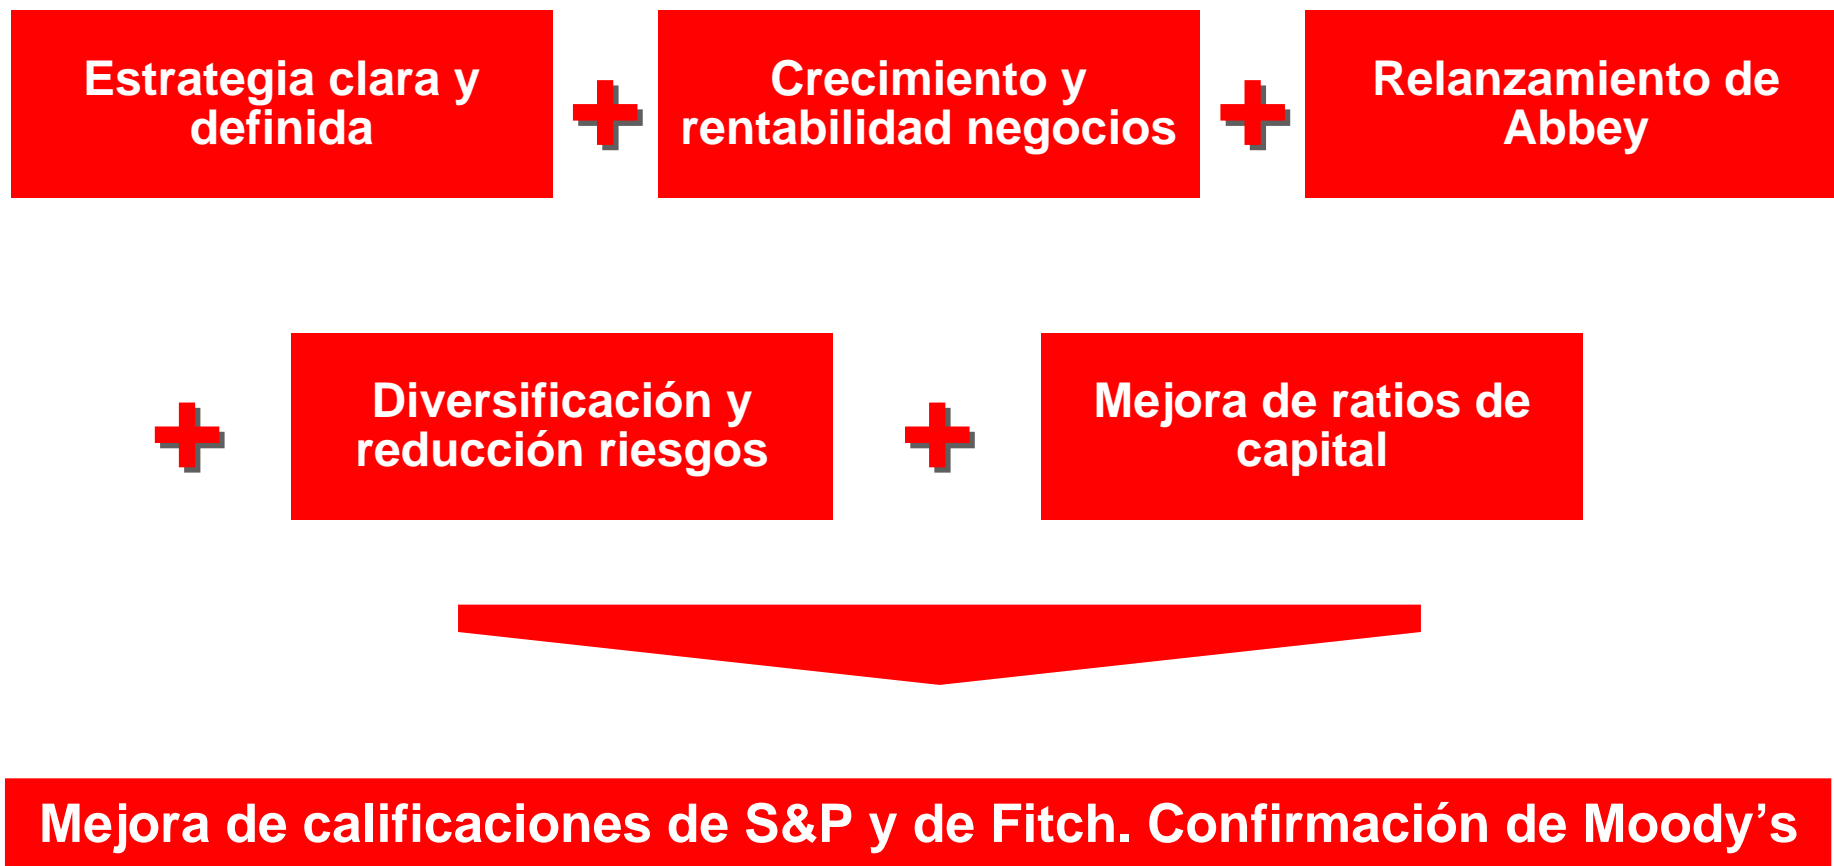 Estrategia clara y
definida
Crecimiento y
rentabilidad negocios
Relanzamiento de
Abbey
Diversificación y
reducción riesgos
Mejora de ratios de
capital
Mejora de calificaciones de S&P y de Fitch. Confirmación de Moody’s